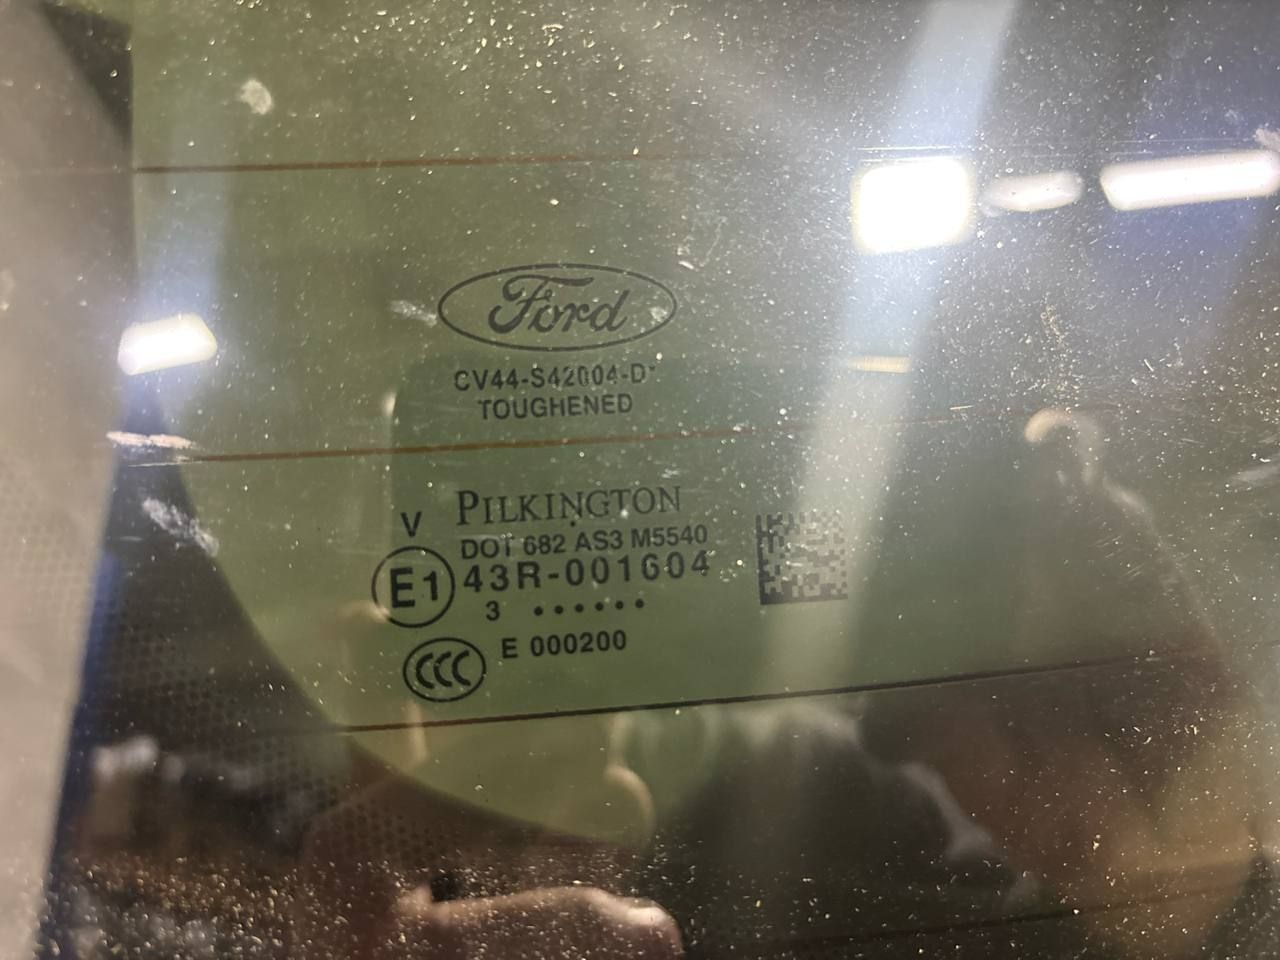 Ford
CV44-S42004-D*
TOUGHENED
PILKINGTON
V
DOT 682 AS3 M5540
E1 43R-001604
3 ••••••
E 000200
CCC